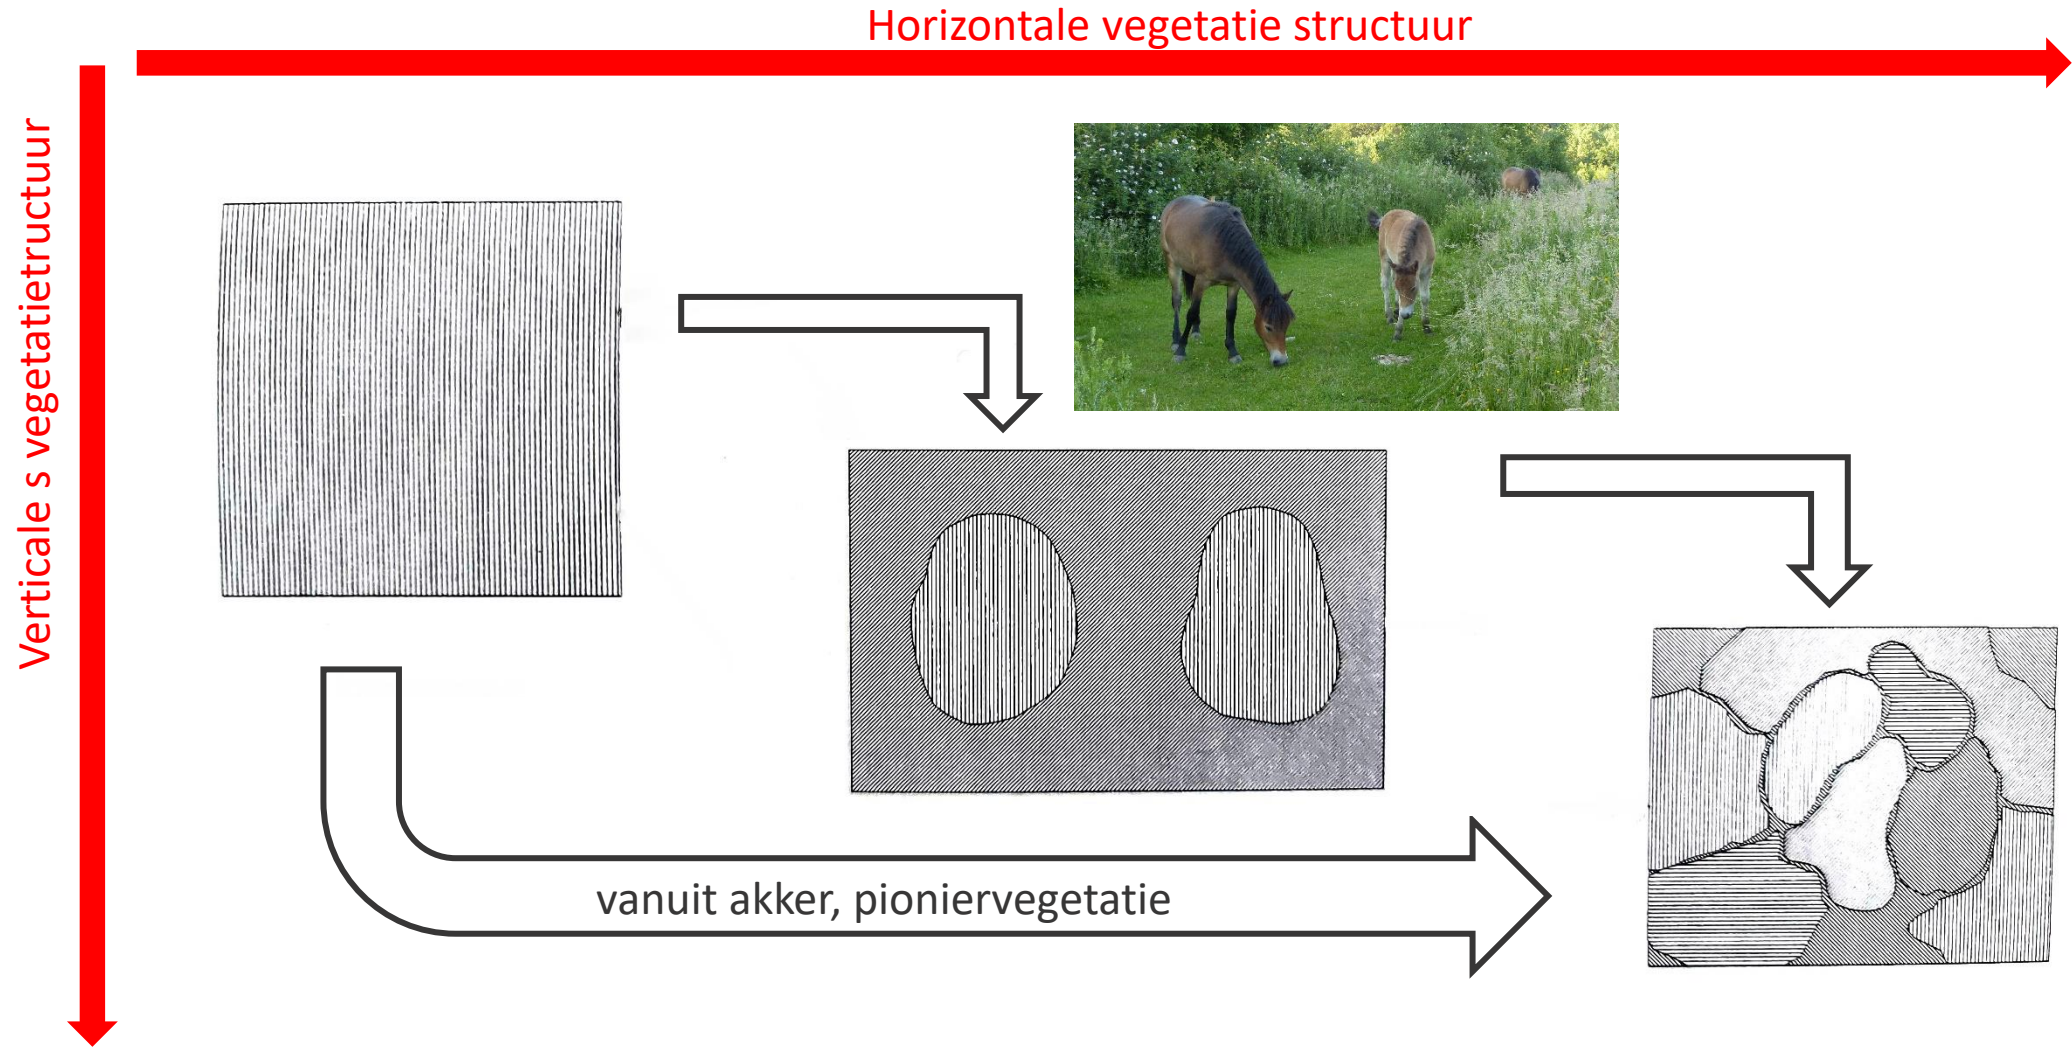 Horizontale vegetatie structuur
Verticale s vegetatietructuur
vanuit akker, pioniervegetatie